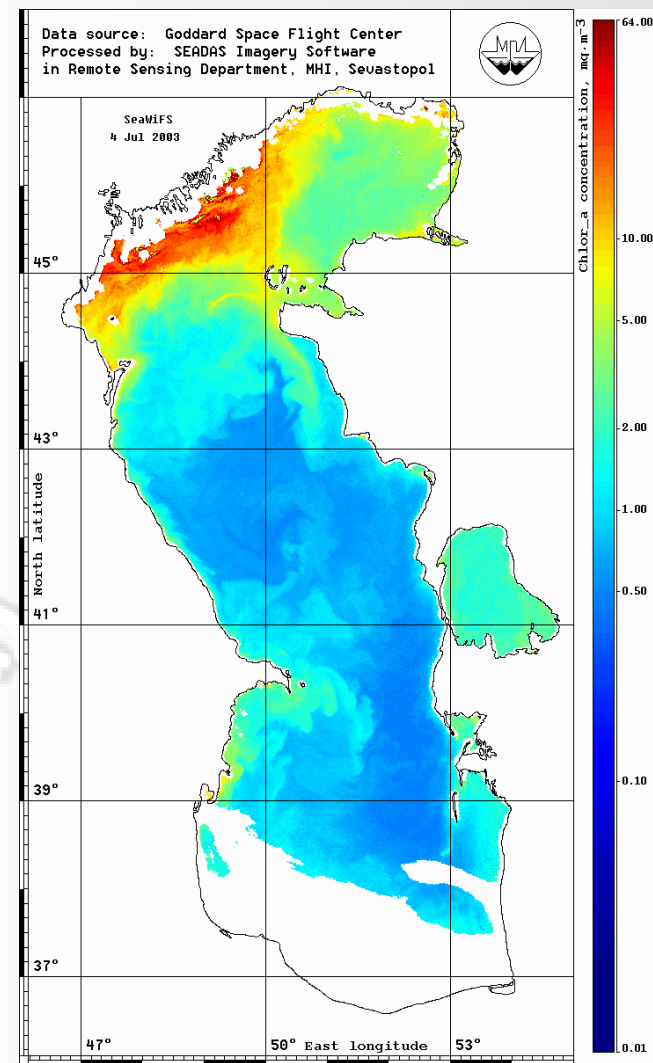 Data source: Goddard Space Flight Center
Processed by: SEADAS Imagery Software
in Remote Sensing Department, MHI, Sevastopol
SeaWiFS
4 Jul 2003
45°
43°
41°
39°
37°
North latitude
47°
50°
East longitude
53°
Chlor_a concentration, mg·m⁻³
64.00
10.00
5.00
2.00
1.00
0.50
0.10
0.01